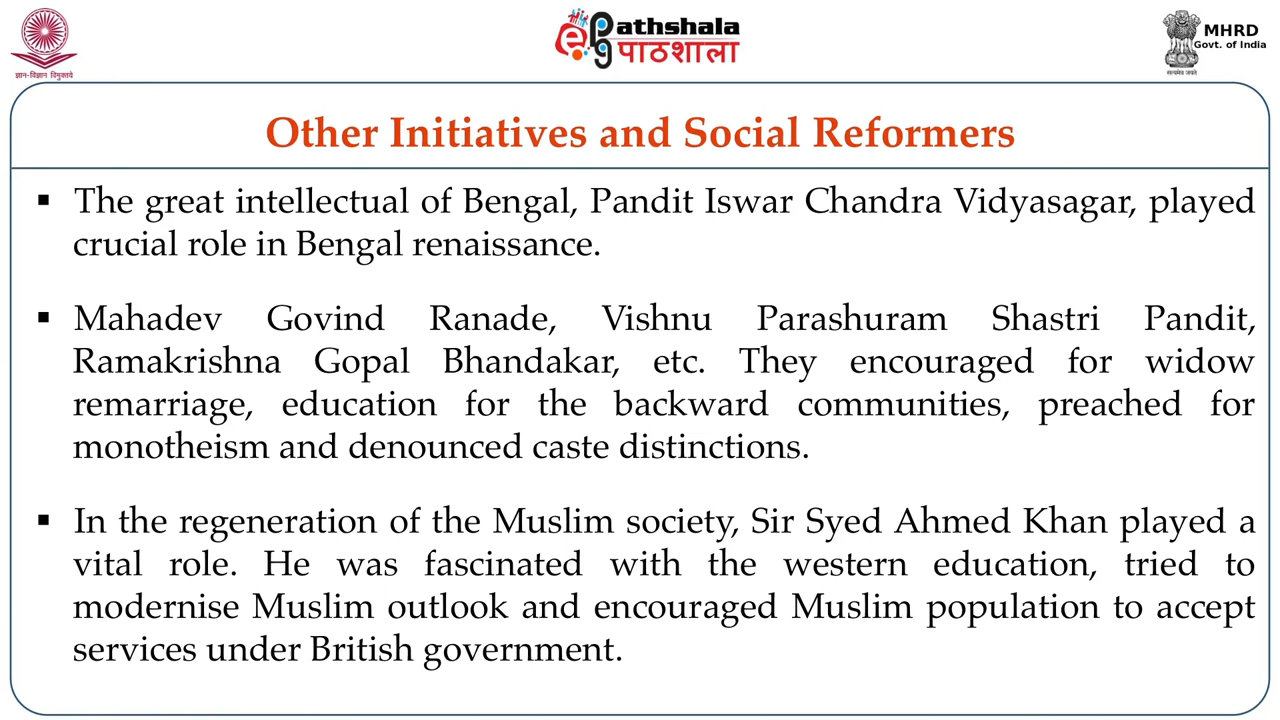 ज्ञान-विज्ञान विमुक्तये
ePathshala
पाठशाला
सत्यमेव जयते
MHRD
Govt. of India
Other Initiatives and Social Reformers
▪ The great intellectual of Bengal, Pandit Iswar Chandra Vidyasagar, played
crucial role in Bengal renaissance.
▪ Mahadev Govind Ranade, Vishnu Parashuram Shastri Pandit,
Ramakrishna Gopal Bhandakar, etc. They encouraged for widow
remarriage, education for the backward communities, preached for
monotheism and denounced caste distinctions.
▪ In the regeneration of the Muslim society, Sir Syed Ahmed Khan played a
vital role. He was fascinated with the western education, tried to
modernise Muslim outlook and encouraged Muslim population to accept
services under British government.